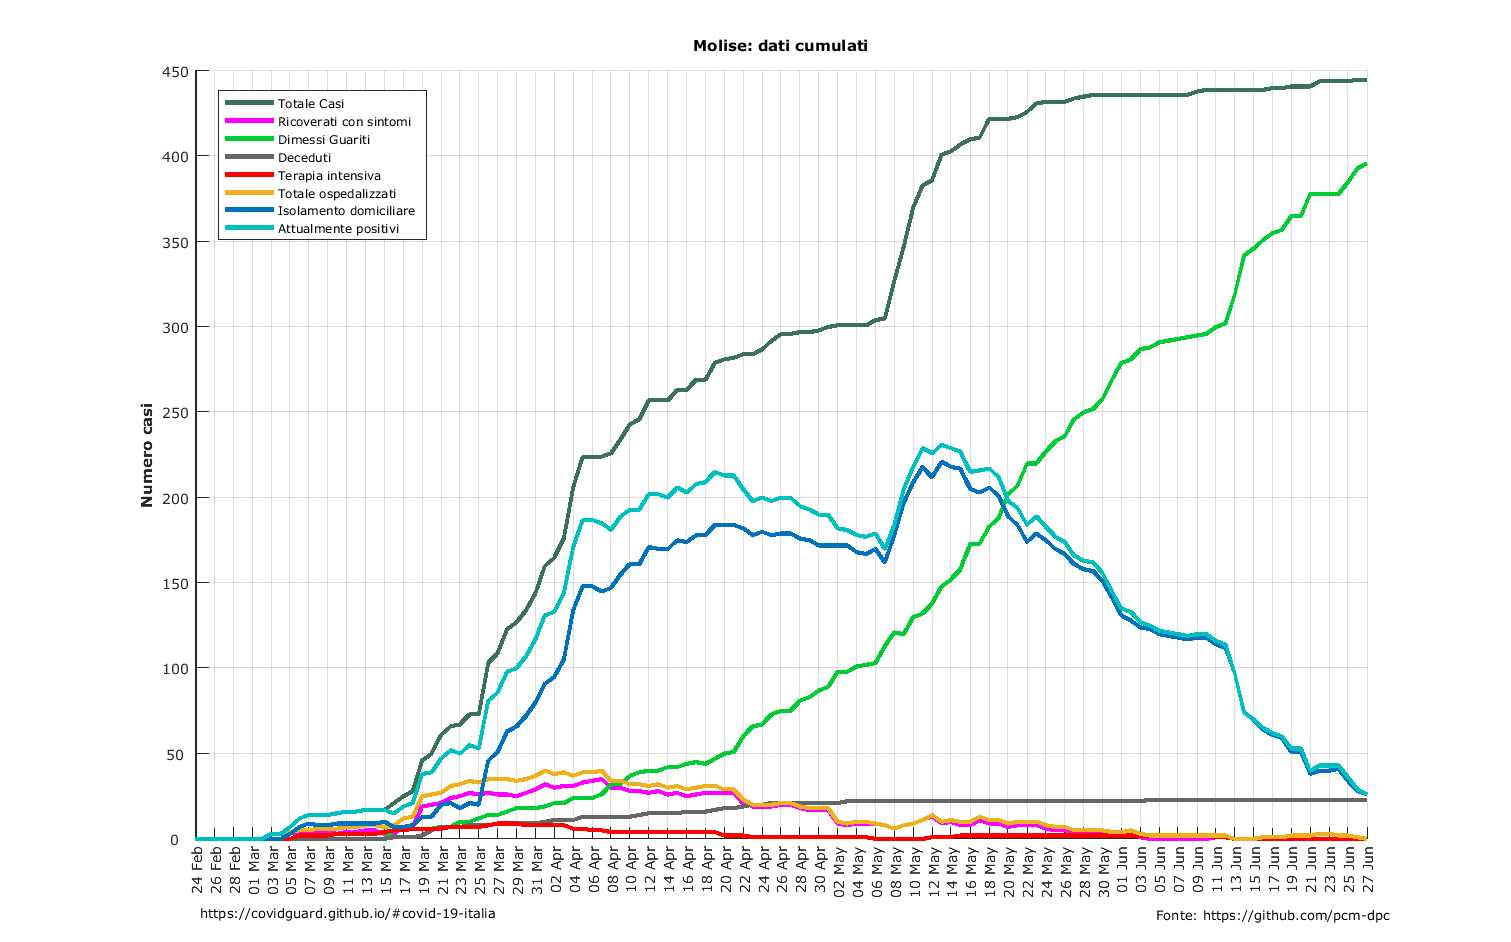 Molise: dati cumulati
Numero casi
450
400
350
300
250
200
150
100
50
0
Totale Casi
Ricoverati con sintomi
Dimessi Guariti
Deceduti
Terapia intensiva
Totale ospedalizzati
Isolamento domiciliare
Attualmente positivi
24 Feb
26 Feb
28 Feb
01 Mar
03 Mar
05 Mar
07 Mar
09 Mar
11 Mar
13 Mar
15 Mar
17 Mar
19 Mar
21 Mar
23 Mar
25 Mar
27 Mar
29 Mar
31 Mar
02 Apr
04 Apr
06 Apr
08 Apr
10 Apr
12 Apr
14 Apr
16 Apr
18 Apr
20 Apr
22 Apr
24 Apr
26 Apr
28 Apr
30 Apr
02 May
04 May
06 May
08 May
10 May
12 May
14 May
16 May
18 May
20 May
22 May
24 May
26 May
28 May
30 May
01 Jun
03 Jun
05 Jun
07 Jun
09 Jun
11 Jun
13 Jun
15 Jun
17 Jun
19 Jun
21 Jun
23 Jun
25 Jun
27 Jun
https://covidguard.github.io/#covid-19-italia
Fonte: https://github.com/pcm-dpc